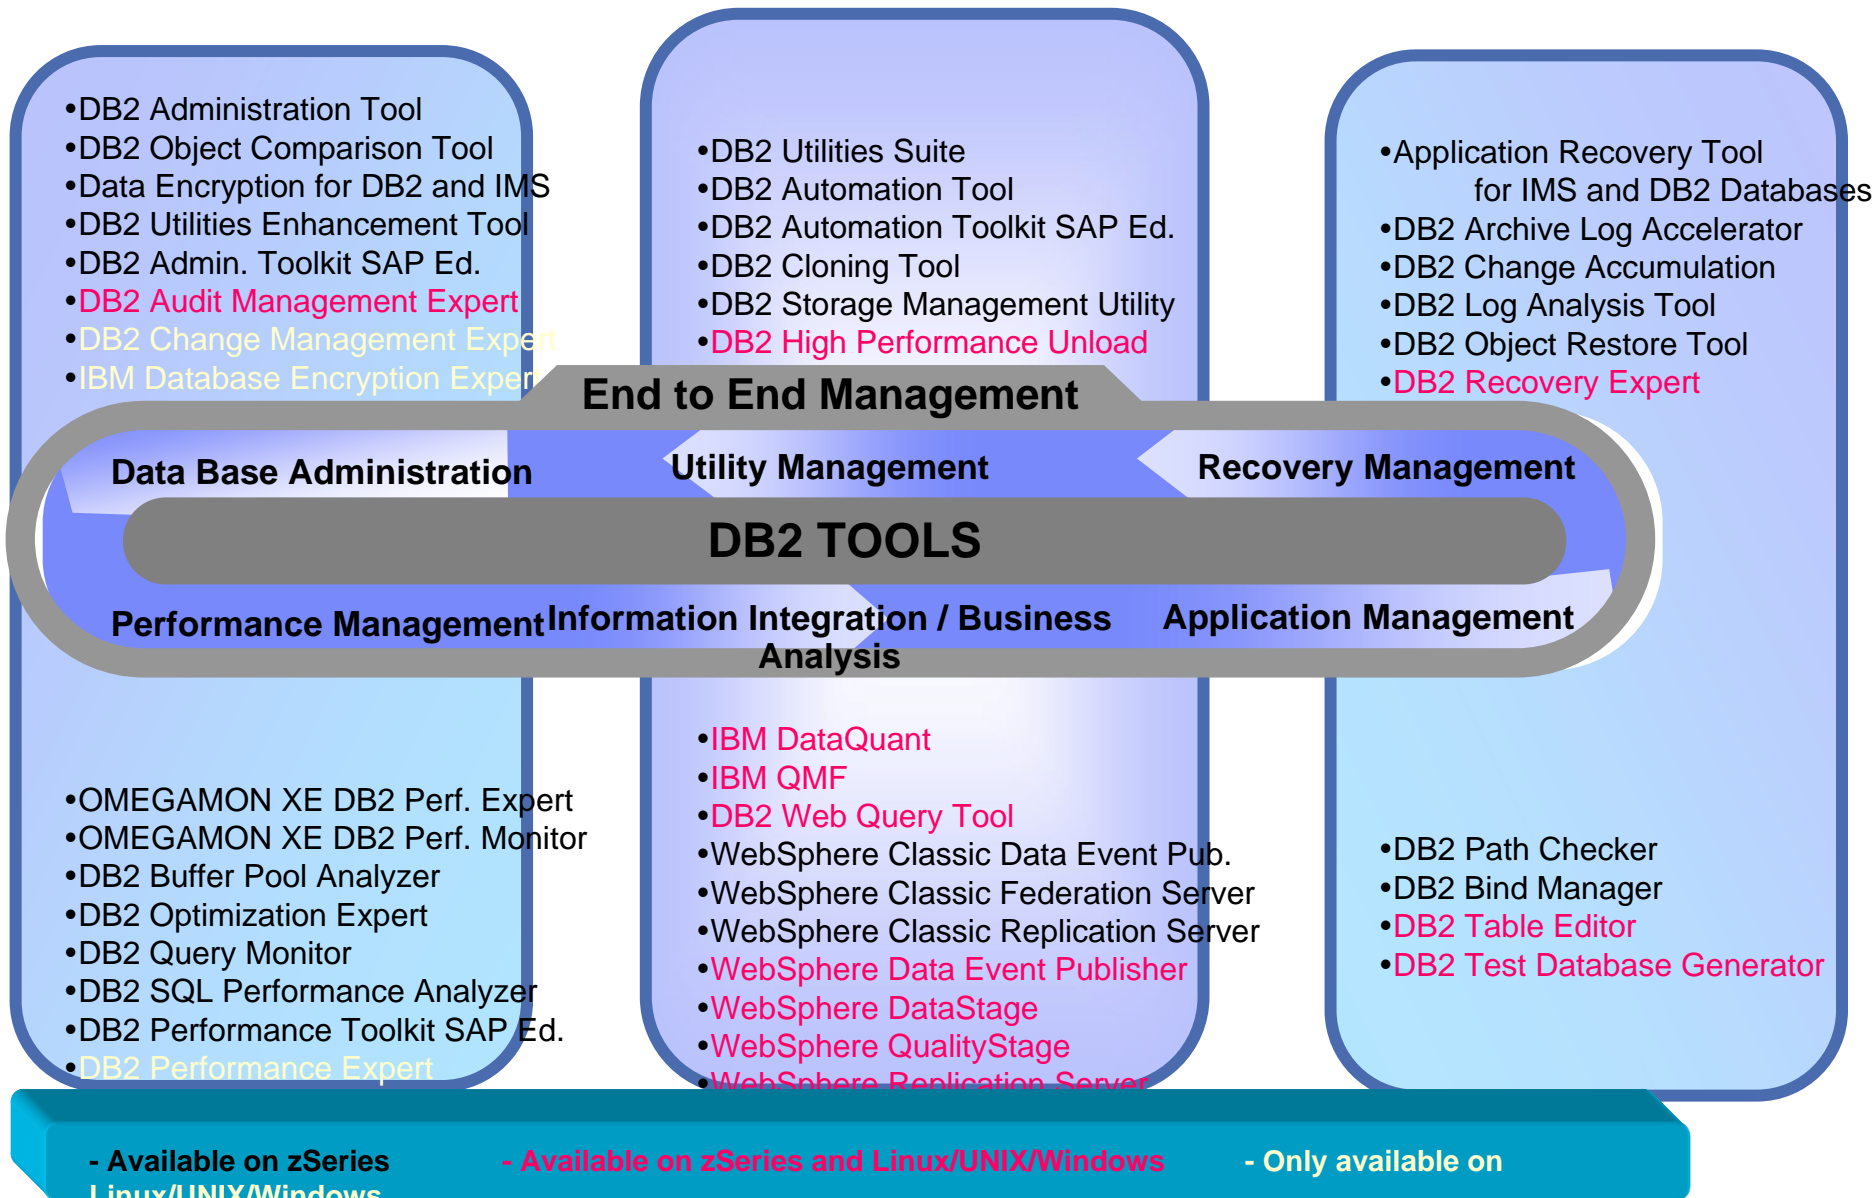 •DB2 Administration Tool
•DB2 Object Comparison Tool
•Data Encryption for DB2 and IMS
•DB2 Utilities Enhancement Tool
•DB2 Admin. Toolkit SAP Ed.
•DB2 Audit Management Expert
•DB2 Change Management Expert
•IBM Database Encryption Expert
•DB2 Utilities Suite
•DB2 Automation Tool
•DB2 Automation Toolkit SAP Ed.
•DB2 Cloning Tool
•DB2 Storage Management Utility
•DB2 High Performance Unload
•Application Recovery Tool
for IMS and DB2 Databases
•DB2 Archive Log Accelerator
•DB2 Change Accumulation
•DB2 Log Analysis Tool
•DB2 Object Restore Tool
•DB2 Recovery Expert
End to End Management
Data Base Administration
Utility Management
Recovery Management
DB2 TOOLS
Performance Management
Information Integration / Business
Analysis
Application Management
•OMEGAMON XE DB2 Perf. Expert
•OMEGAMON XE DB2 Perf. Monitor
•DB2 Buffer Pool Analyzer
•DB2 Optimization Expert
•DB2 Query Monitor
•DB2 SQL Performance Analyzer
•DB2 Performance Toolkit SAP Ed.
•DB2 Performance Expert
•IBM DataQuant
•IBM QMF
•DB2 Web Query Tool
•WebSphere Classic Data Event Pub.
•WebSphere Classic Federation Server
•WebSphere Classic Replication Server
•WebSphere Data Event Publisher
•WebSphere DataStage
•WebSphere QualityStage
•WebSphere Replication Server
•DB2 Path Checker
•DB2 Bind Manager
•DB2 Table Editor
•DB2 Test Database Generator
- Available on zSeries - Available on zSeries and Linux/UNIX/Windows - Only available on
Linux/UNIX/Windows